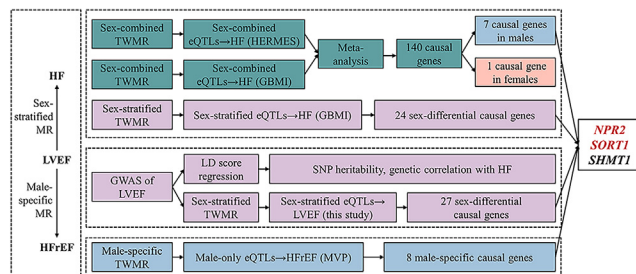 HF
Sex-
stratified
MR
LVEF
Male-
specific
MR
HFrEF
Sex-combined
TWMR
Sex-combined
eQTLs→HF (HERMES)
Sex-combined
TWMR
Sex-combined
eQTLs→HF (GBMI)
Meta-
analysis
140 causal
genes
7 causal genes
in males
1 causal gene
in females
Sex-stratified
TWMR
Sex-stratified eQTLs→HF (GBMI)
24 sex-differential causal genes
GWAS of
LVEF
LD score
regression
SNP heritability, genetic correlation with HF
Sex-stratified
TWMR
Sex-stratified eQTLs→
LVEF (this study)
27 sex-differential
causal genes
Male-specific
TWMR
Male-only eQTLs→HFrEF (MVP)
8 male-specific causal genes
NPR2
SORT1
SHMT1